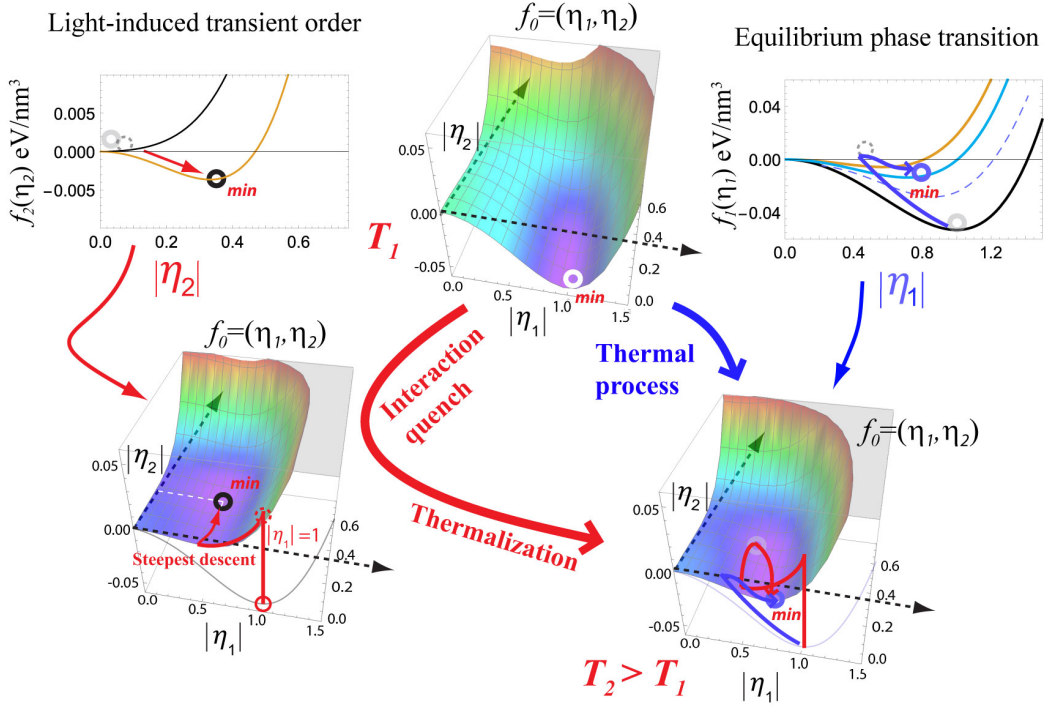 Light-induced transient order
f₀=(η₁,η₂)
Equilibrium phase transition
f₂(η₂) eV/nm³
0.005
0.000
-0.005
min
0.0
0.2
0.4
0.6
|η₂|
|η₂|
0.05
0.00
-0.05
T₁
0.0
0.5
1.0
1.5
|η₁|
min
0.6
0.4
0.2
0.0
f₁(η₁) eV/nm³
0.04
0.00
-0.04
min
0.0
0.4
0.8
1.2
|η₁|
f₀=(η₁,η₂)
|η₂|
0.05
0.00
-0.05
min
|η₁|=1
Steepest descent
0.6
0.4
0.2
0.0
0.0
0.5
1.0
1.5
|η₁|
Interaction
quench
Thermalization
Thermal
process
f₀=(η₁,η₂)
|η₂|
0.05
0.00
-0.05
min
0.6
0.4
0.2
0.0
0.0
0.5
1.0
1.5
|η₁|
T₂ > T₁